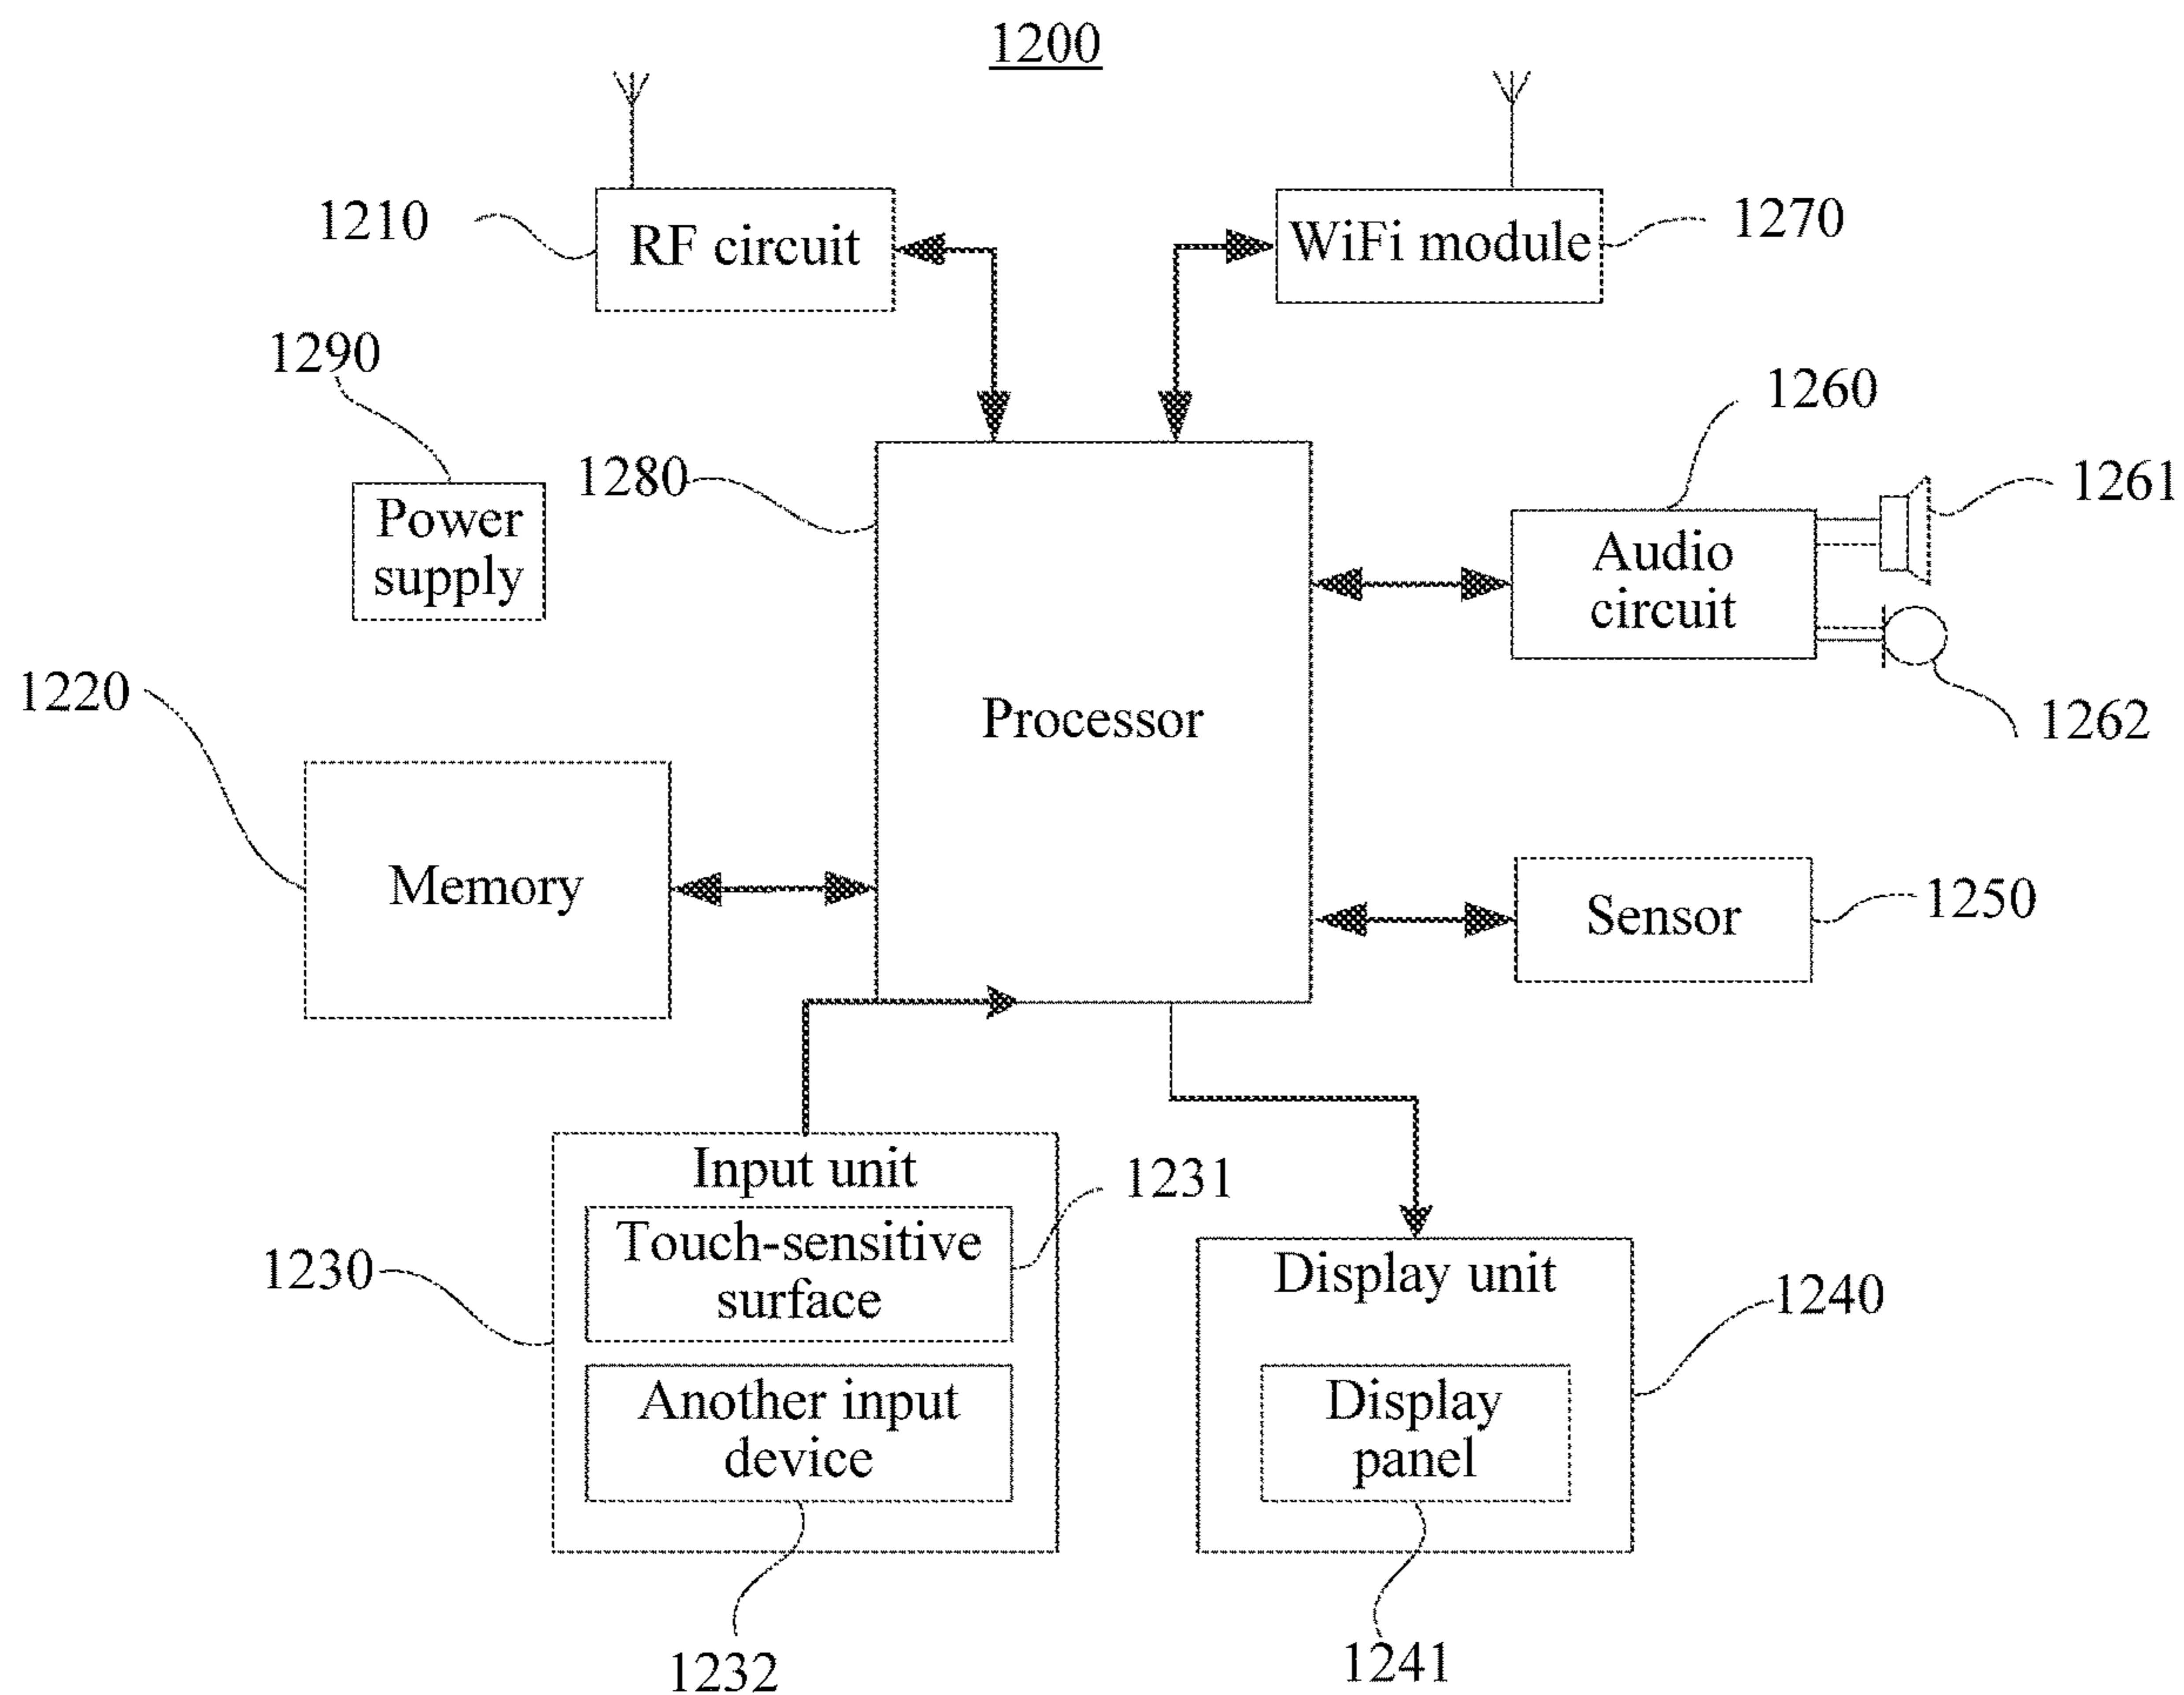 1200
1210
RF circuit
WiFi module
1270
1290
1260
1280
1261
Power
supply
Audio
circuit
1220
Processor
1262
Memory
Sensor
1250
Input unit
1231
Touch-sensitive
surface
1230
Display unit
1240
Another input
device
Display
panel
1232
1241